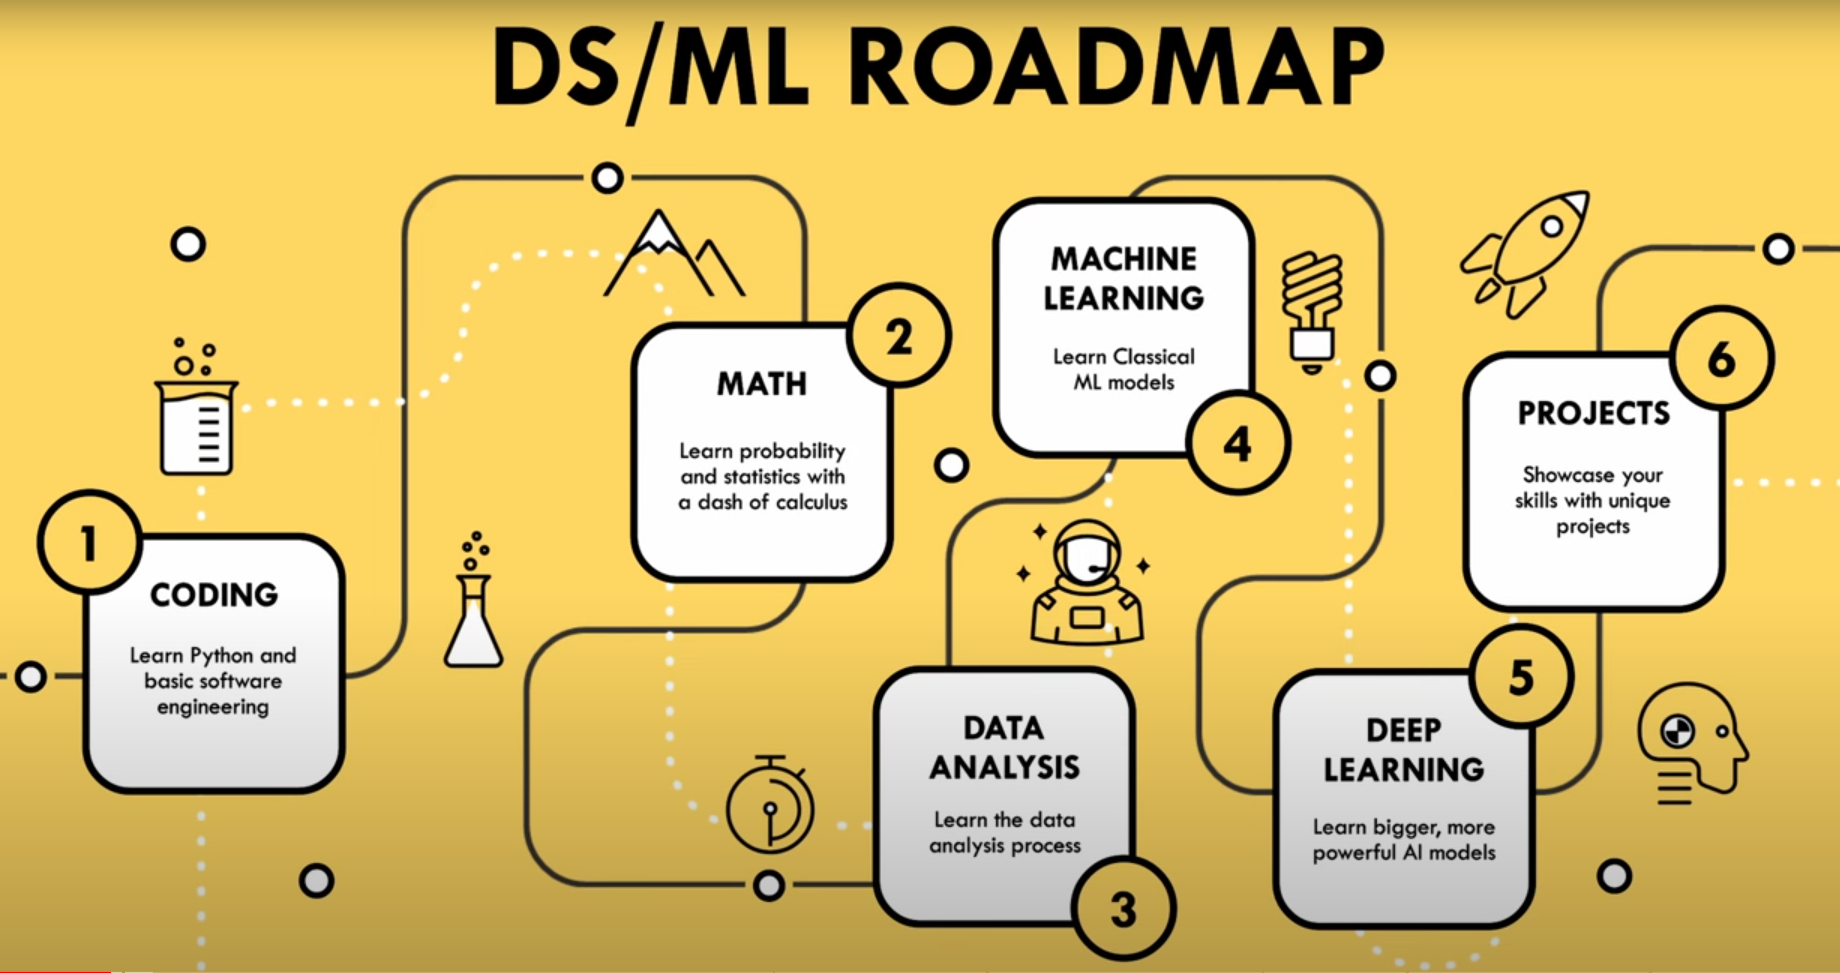 DS/ML ROADMAP
1
CODING
Learn Python and
basic software
engineering
2
MATH
Learn probability
and statistics with
a dash of calculus
3
DATA
ANALYSIS
Learn the data
analysis process
4
MACHINE
LEARNING
Learn Classical
ML models
5
DEEP
LEARNING
Learn bigger, more
powerful AI models
6
PROJECTS
Showcase your
skills with unique
projects